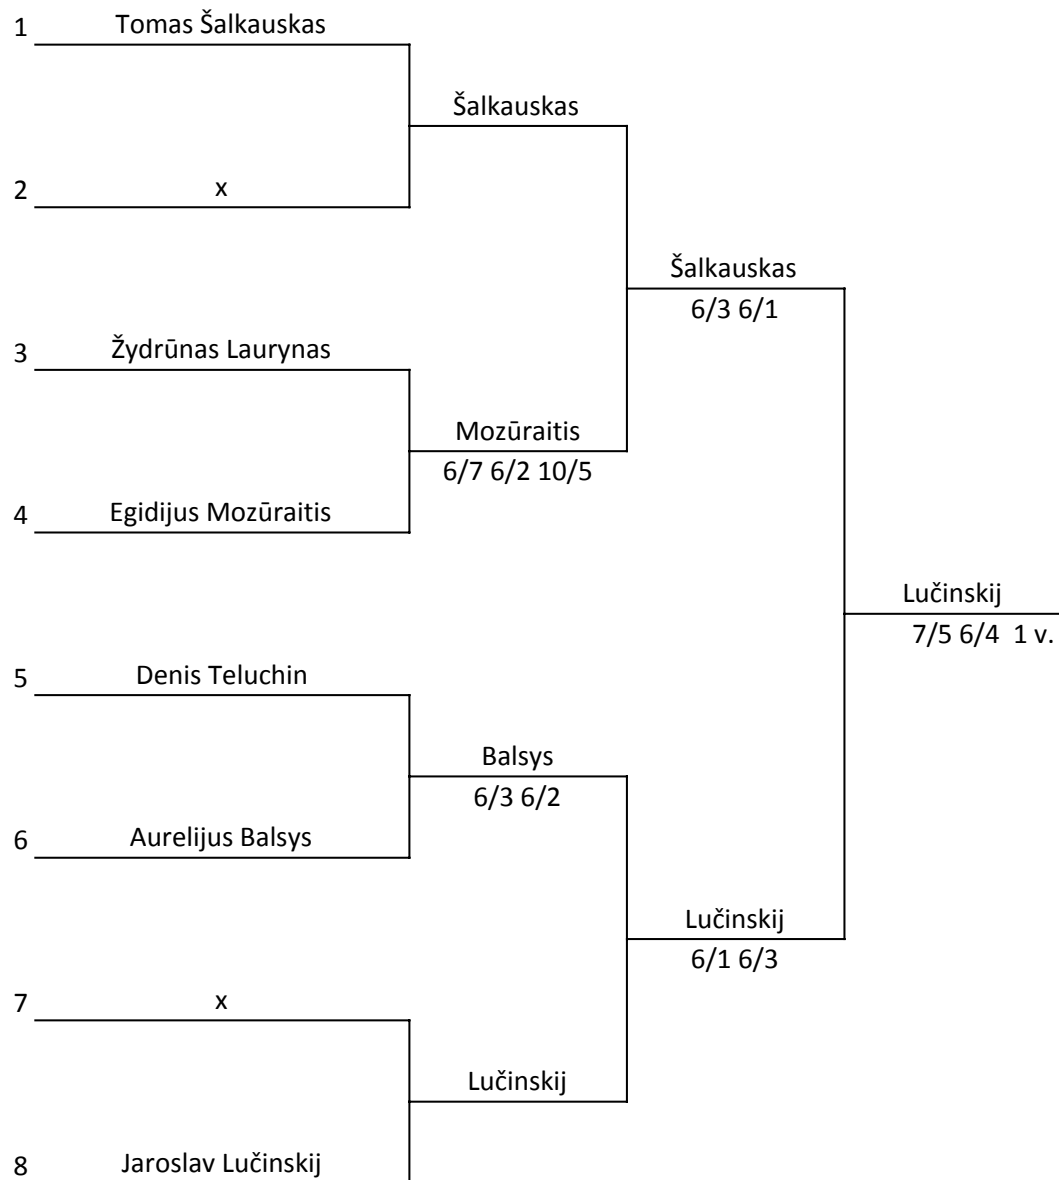 1 Tomas Šalkauskas
Šalkauskas
2 x
Šalkauskas
6/3 6/1
3 Žydrūnas Laurynas
Mozūraitis
6/7 6/2 10/5
4 Egidijus Mozūraitis
Lučinskij
7/5 6/4 1 v.
5 Denis Teluchin
Balsys
6/3 6/2
6 Aurelijus Balsys
Lučinskij
6/1 6/3
7 x
Lučinskij
8 Jaroslav Lučinskij